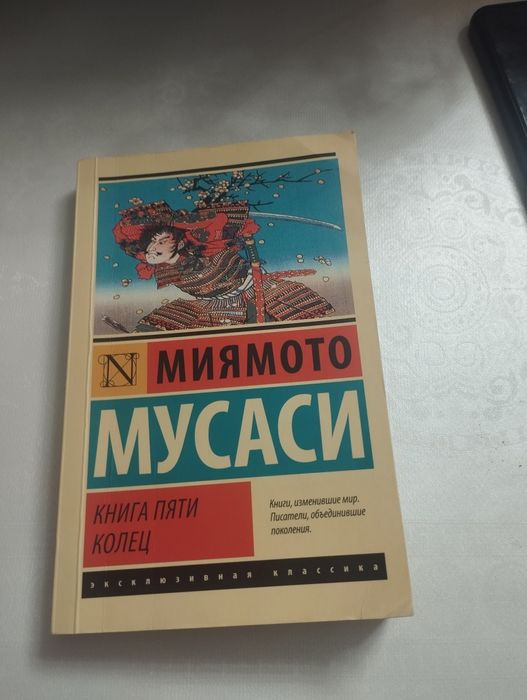 N
МИЯМОТО
МУСАСИ
КНИГА ПЯТИ
КОЛЕЦ
Книги, изменившие мир.
Писатели, объединившие
поколения.
эксклюзивная классика